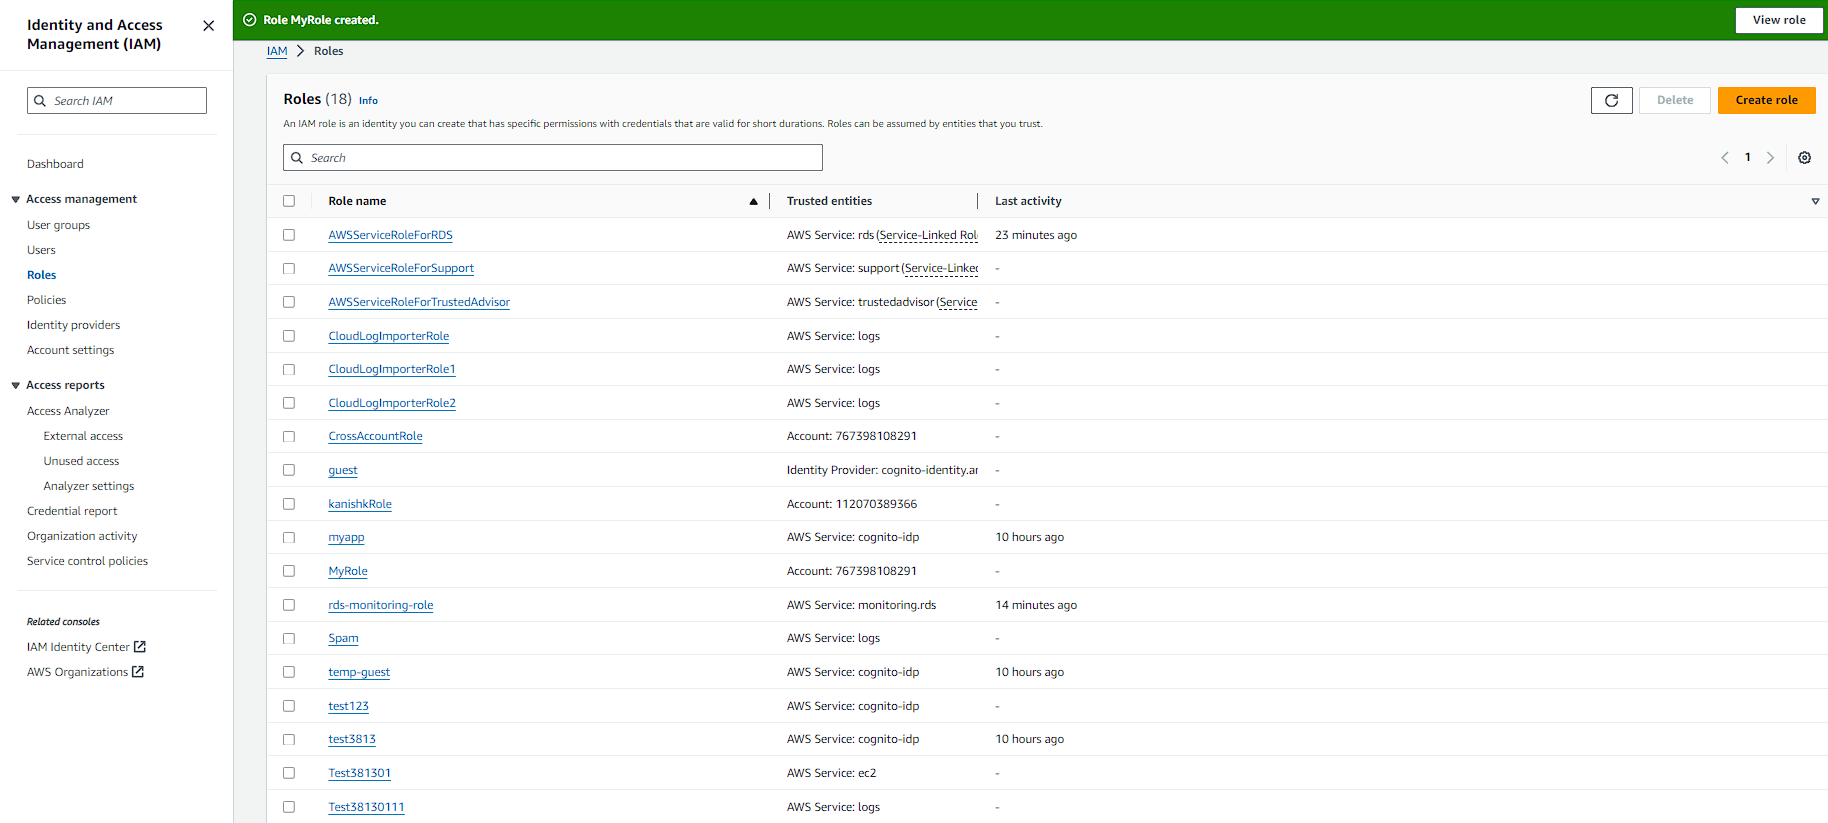 Identity and Access
Management (IAM)
Search IAM
Dashboard
Access management
User groups
Users
Roles
Policies
Identity providers
Account settings
Access reports
Access Analyzer
External access
Unused access
Analyzer settings
Credential report
Organization activity
Service control policies
Related consoles
IAM Identity Center
AWS Organizations
Role MyRole created.
View role
IAM > Roles
Roles (18) Info
Delete
Create role
An IAM role is an identity you can create that has specific permissions with credentials that are valid for short durations. Roles can be assumed by entities that you trust.
Search
1
Role name Trusted entities Last activity
AWSServiceRoleForRDS AWS Service: rds (Service-Linked Rol 23 minutes ago
AWSServiceRoleForSupport AWS Service: support (Service-Linked -
AWSServiceRoleForTrustedAdvisor AWS Service: trustedadvisor (Service -
CloudLogImporterRole AWS Service: logs -
CloudLogImporterRole1 AWS Service: logs -
CloudLogImporterRole2 AWS Service: logs -
CrossAccountRole Account: 767398108291 -
guest Identity Provider: cognito-identity.a -
kanishkRole Account: 112070389366 -
myapp AWS Service: cognito-idp 10 hours ago
MyRole Account: 767398108291 -
rds-monitoring-role AWS Service: monitoring.rds 14 minutes ago
Spam AWS Service: logs -
temp-guest AWS Service: cognito-idp 10 hours ago
test123 AWS Service: cognito-idp -
test3813 AWS Service: cognito-idp 10 hours ago
Test381301 AWS Service: ec2 -
Test38130111 AWS Service: logs -